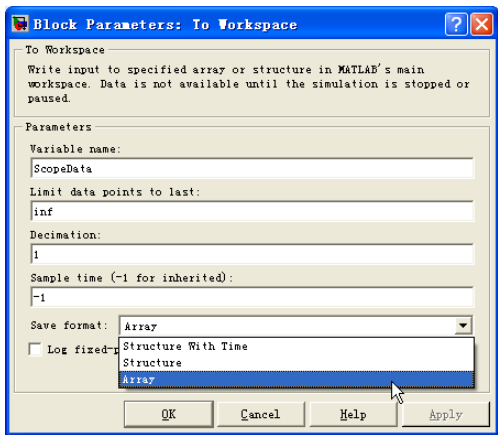 Block Parameters: To Workspace
To Workspace
Write input to specified array or structure in MATLAB's main
workspace. Data is not available until the simulation is stopped or
paused.
Parameters
Variable name:
ScopeData
Limit data points to last:
inf
Decimation:
1
Sample time (-1 for inherited):
-1
Save format: Array
Structure With Time
Log fixed-p
Structure
Array
OK Cancel Help Apply